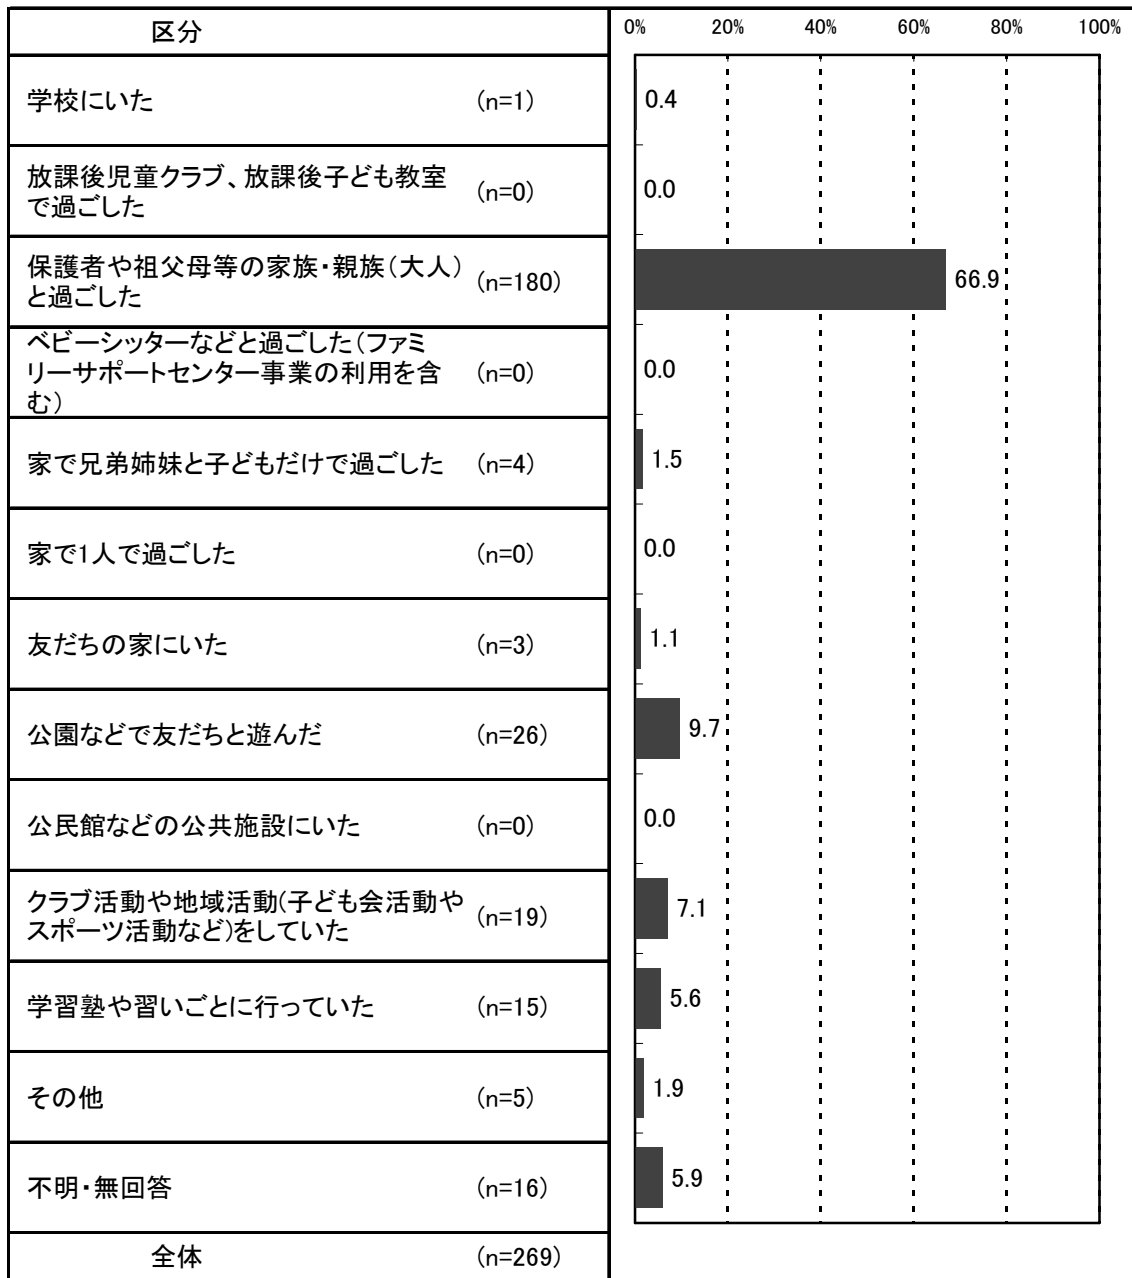 区分 0% 20% 40% 60% 80% 100%
学校にいた (n=1) 0.4
放課後児童クラブ、放課後子ども教室
で過ごした (n=0) 0.0
保護者や祖父母等の家族・親族(大人)
と過ごした (n=180) 66.9
ベビーシッターなどと過ごした(ファミ
リーサポートセンター事業の利用を含 (n=0) 0.0
む)
家で兄弟姉妹と子どもだけで過ごした (n=4) 1.5
家で1人で過ごした (n=0) 0.0
友だちの家にいた (n=3) 1.1
公園などで友だちと遊んだ (n=26) 9.7
公民館などの公共施設にいた (n=0) 0.0
クラブ活動や地域活動(子ども会活動や
スポーツ活動など)をしていた (n=19) 7.1
学習塾や習いごとに行っていた (n=15) 5.6
その他 (n=5) 1.9
不明・無回答 (n=16) 5.9
全体 (n=269)